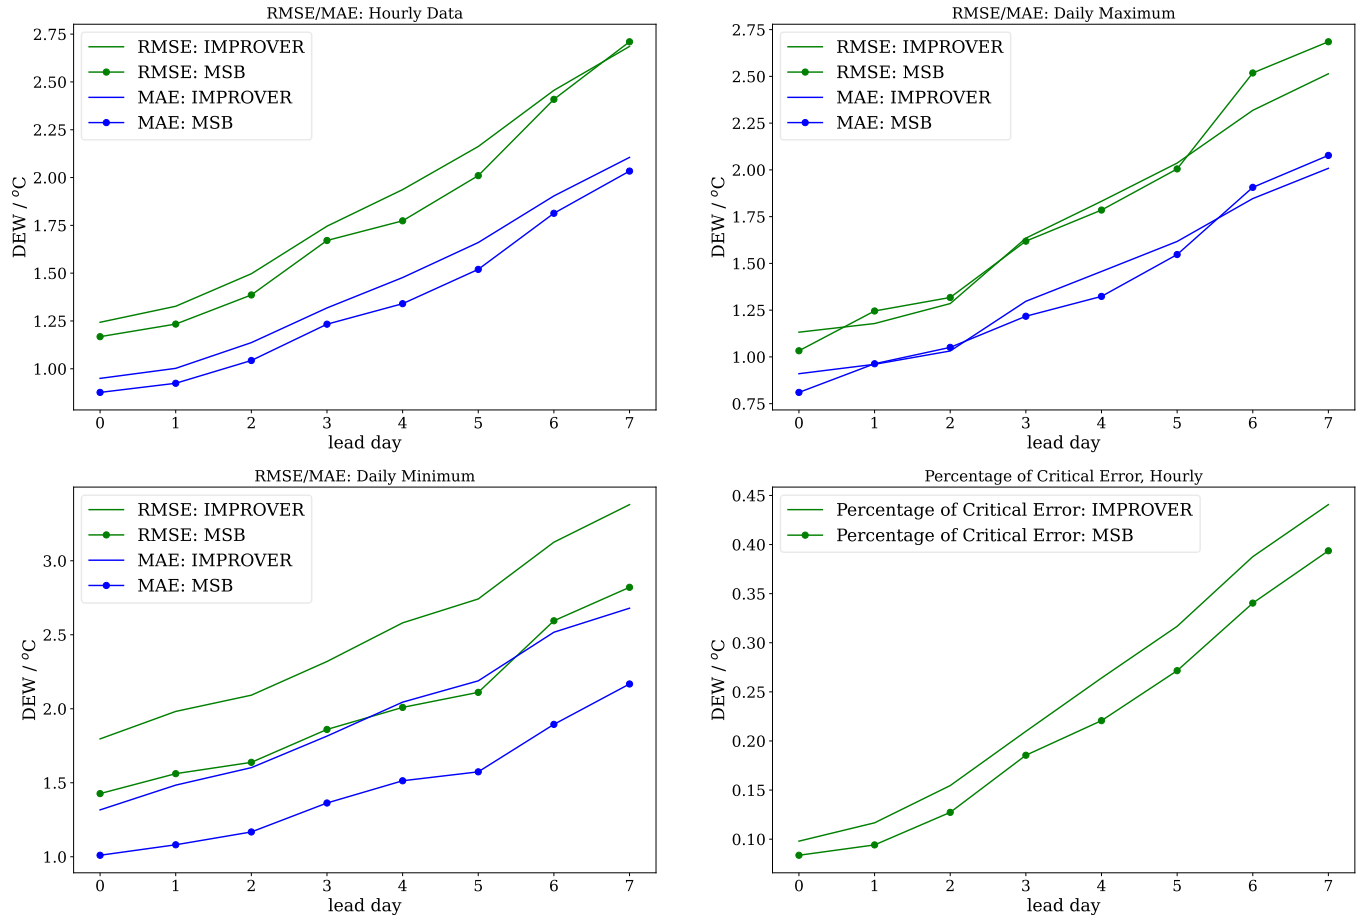 RMSE/MAE: Hourly Data
RMSE: IMPROVER
RMSE: MSB
MAE: IMPROVER
MAE: MSB
DEW / °C
2.75
2.50
2.25
2.00
1.75
1.50
1.25
1.00
0 1 2 3 4 5 6 7
lead day
RMSE/MAE: Daily Maximum
RMSE: IMPROVER
RMSE: MSB
MAE: IMPROVER
MAE: MSB
DEW / °C
2.75
2.50
2.25
2.00
1.75
1.50
1.25
1.00
0.75
0 1 2 3 4 5 6 7
lead day
RMSE/MAE: Daily Minimum
RMSE: IMPROVER
RMSE: MSB
MAE: IMPROVER
MAE: MSB
DEW / °C
3.0
2.5
2.0
1.5
1.0
0 1 2 3 4 5 6 7
lead day
Percentage of Critical Error, Hourly
Percentage of Critical Error: IMPROVER
Percentage of Critical Error: MSB
DEW / °C
0.45
0.40
0.35
0.30
0.25
0.20
0.15
0.10
0 1 2 3 4 5 6 7
lead day